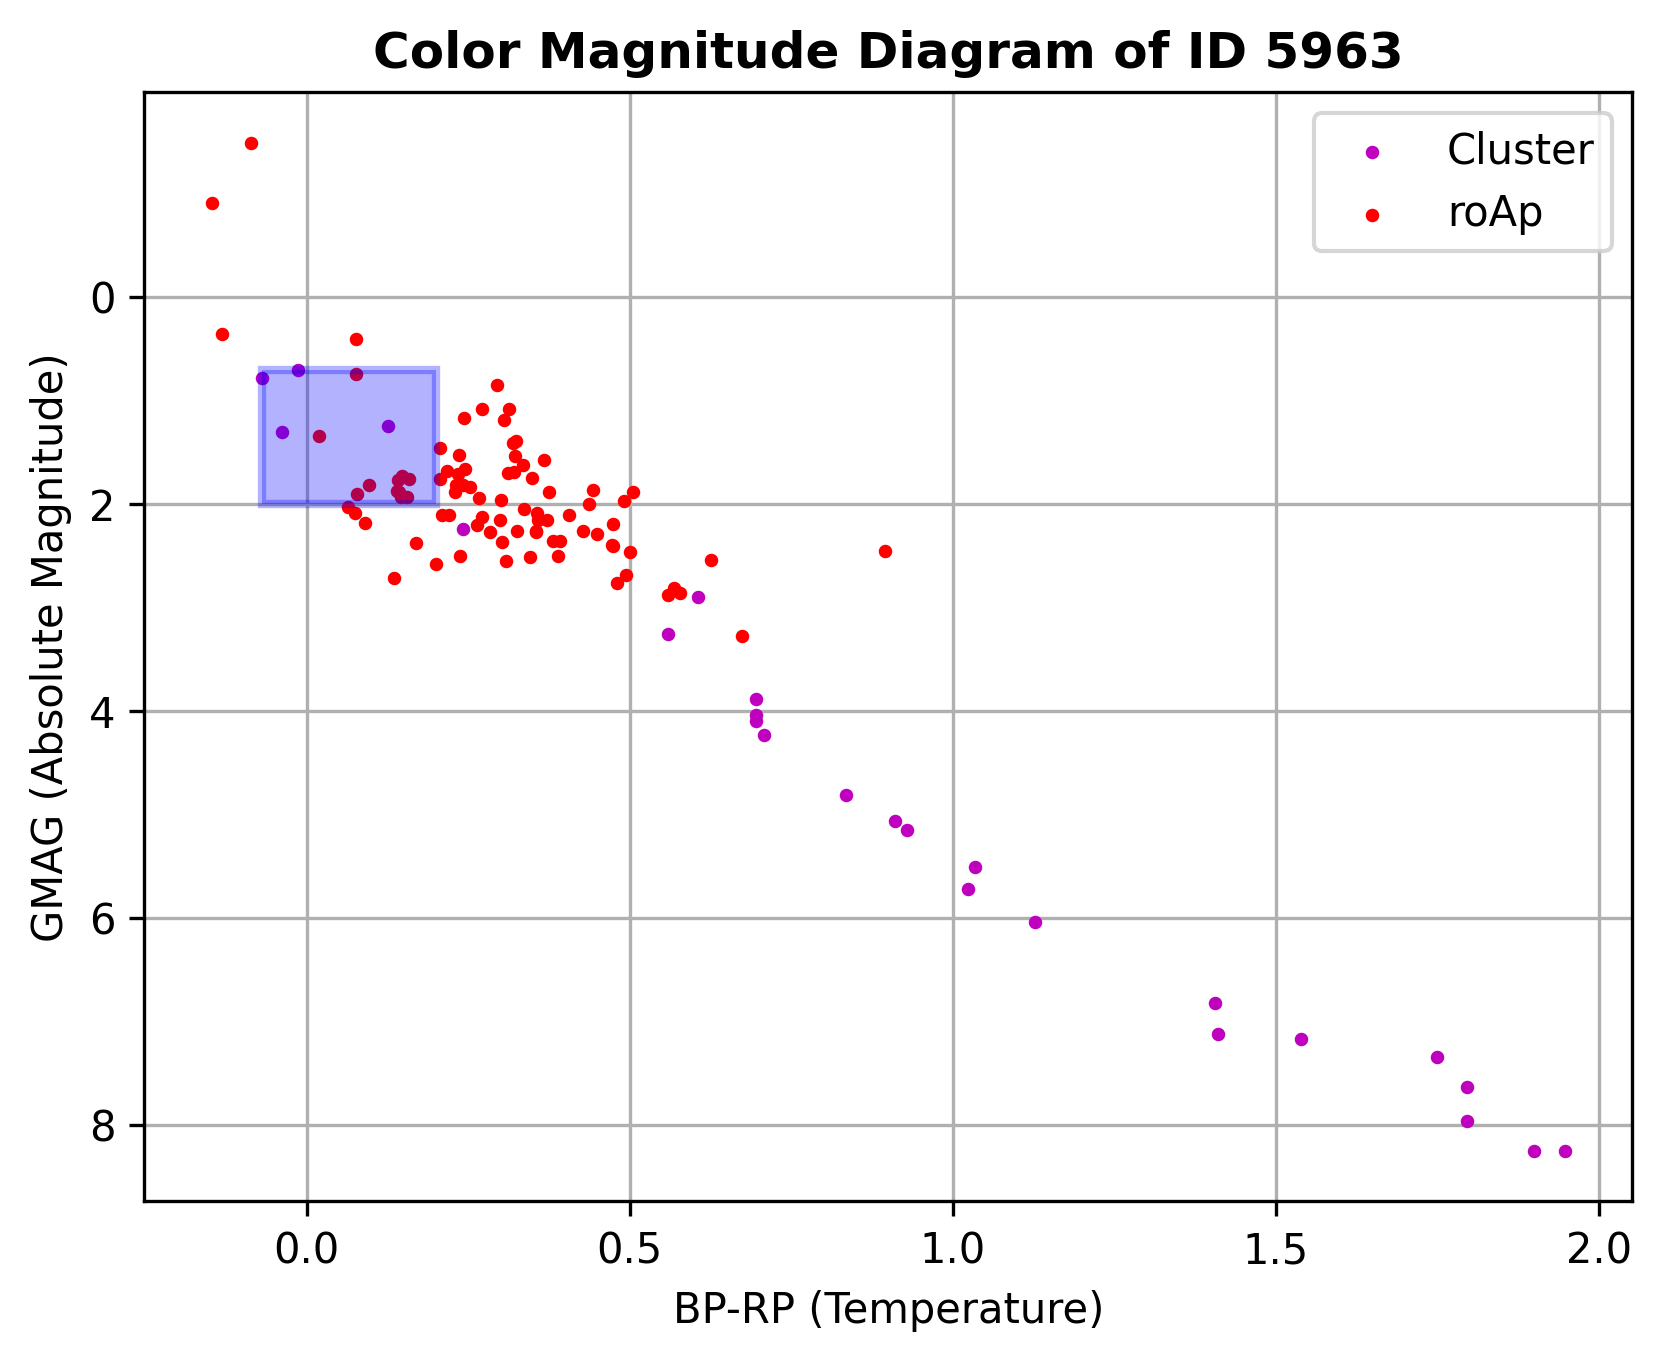 Color Magnitude Diagram of ID 5963
Cluster
roAp
GMAG (Absolute Magnitude)
0
2
4
6
8
0.0 0.5 1.0 1.5 2.0
BP-RP (Temperature)